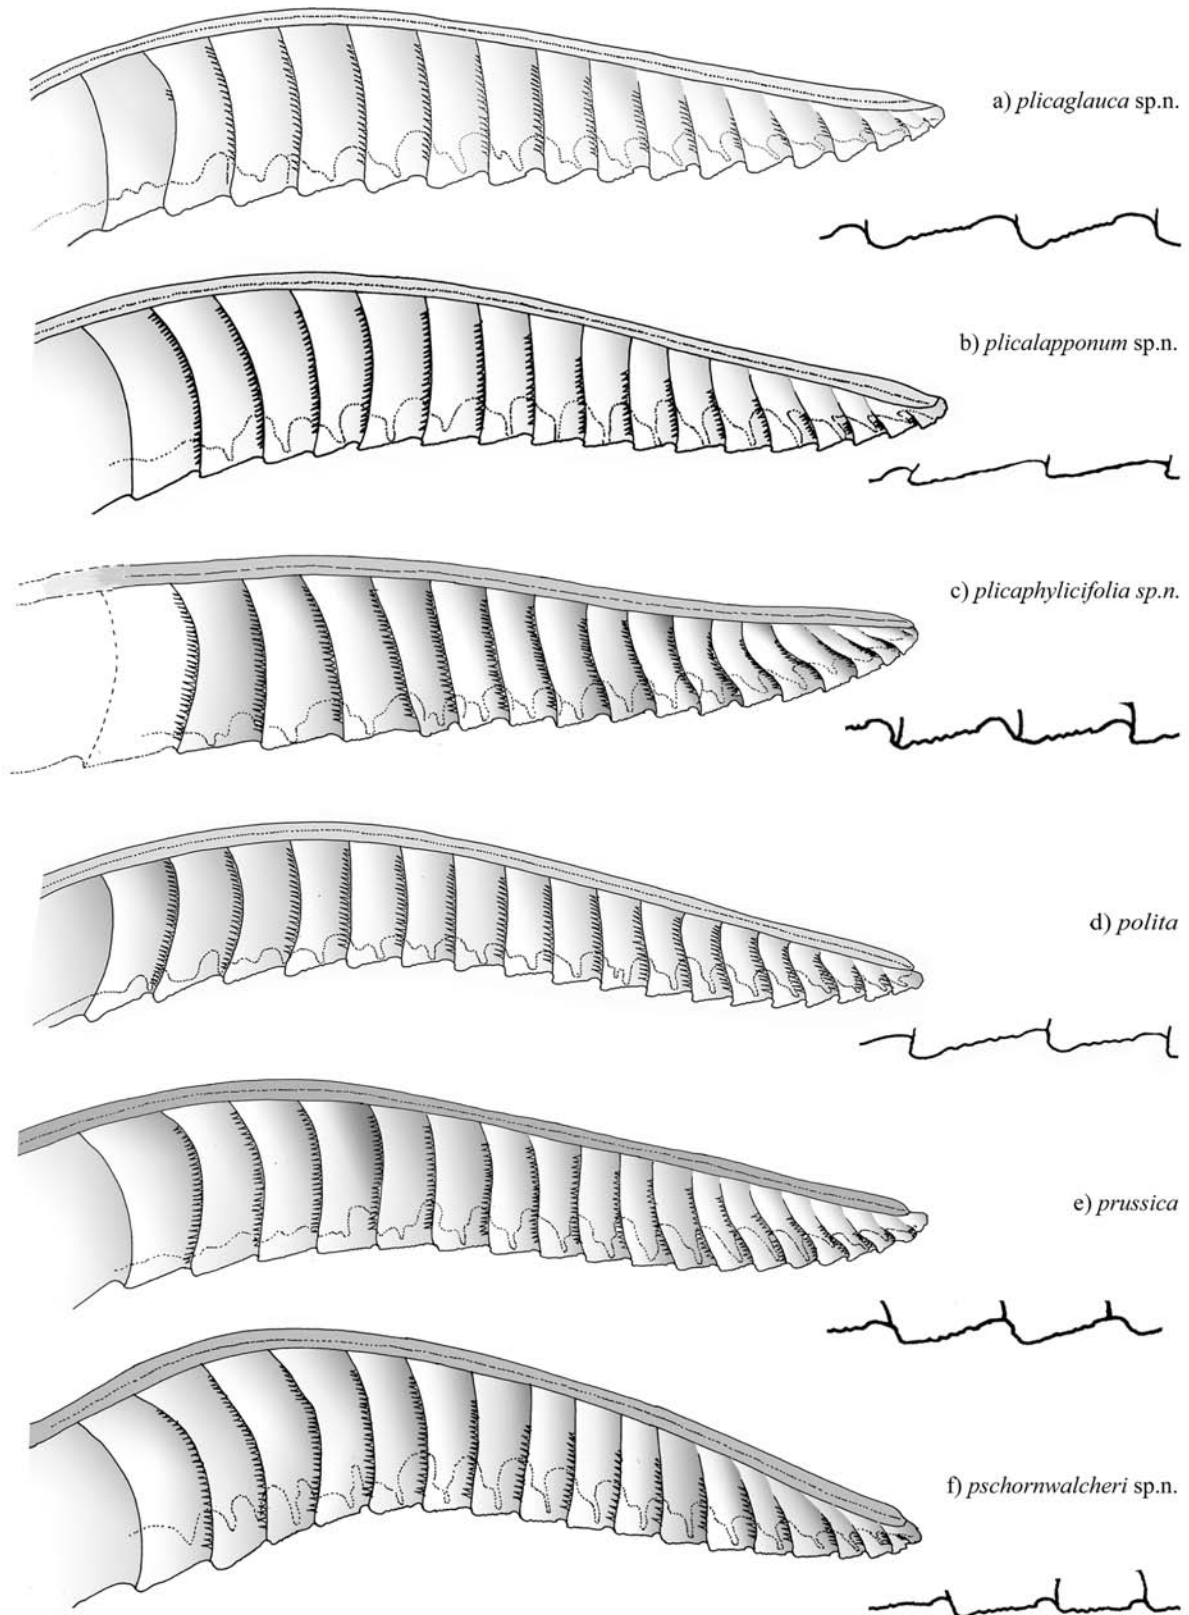 a) plicaglauca sp.n.
b) plicalapponum sp.n.
c) plicaphylicifolia sp.n.
d) polita
e) prussica
f) pschornwalcheri sp.n.